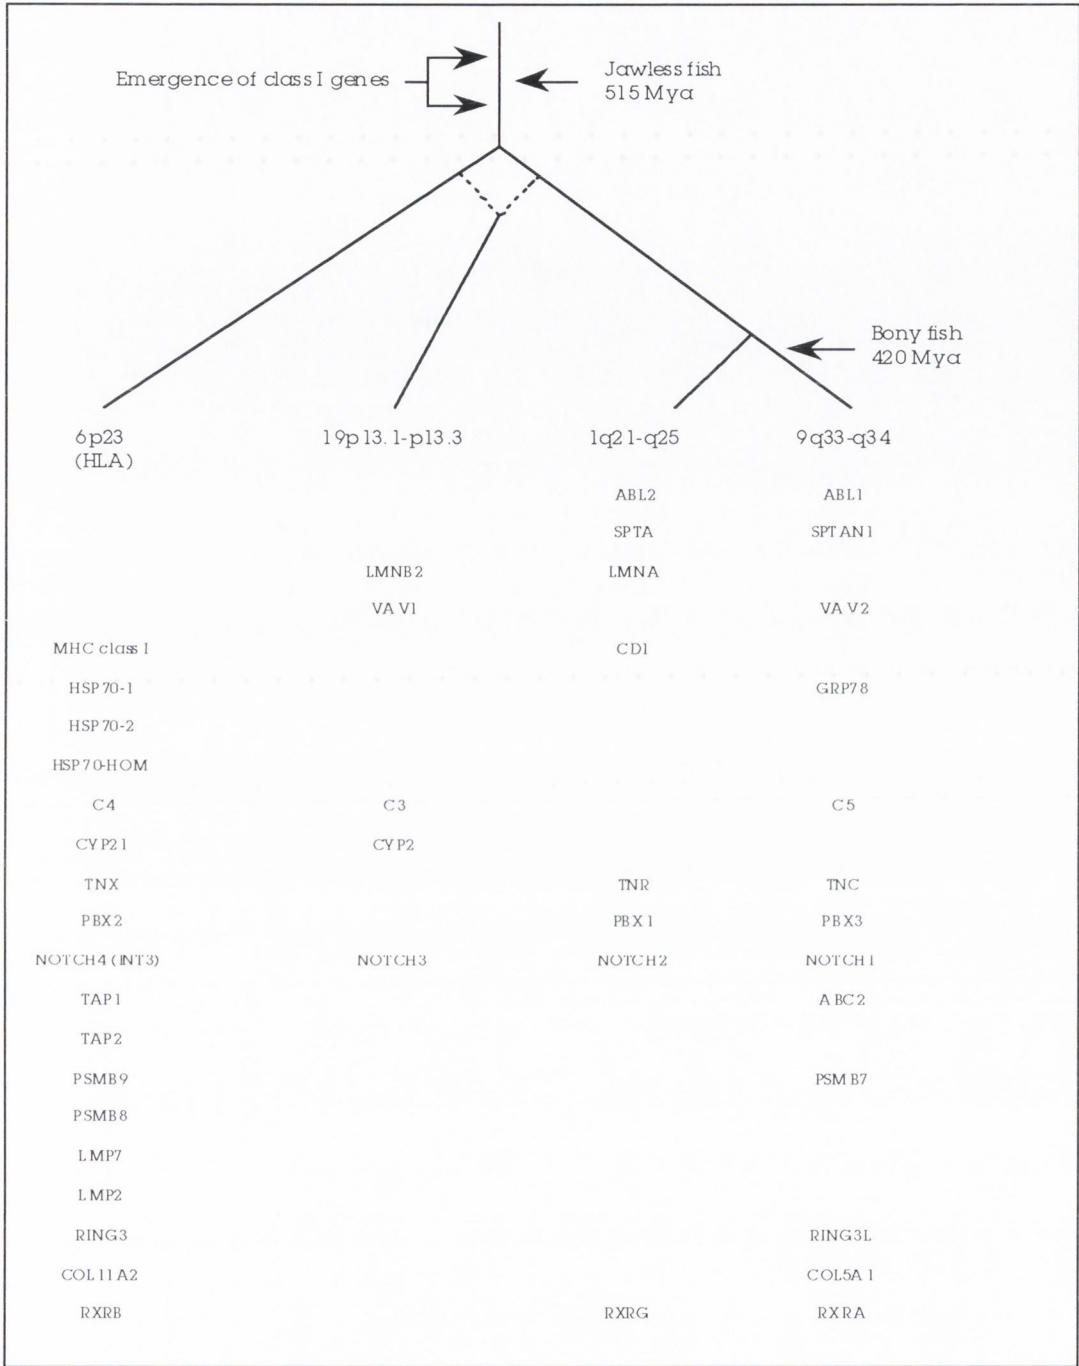 Emergence of class I genes
Jawless fish
515 Mya
Bony fish
420 Mya
6p23
(HLA)
19p13.1-p13.3
1q21-q25
9q33-q34
ABL2 ABL1
SPTA SPTAN1
LMNB2 LMNA
VAV1 VAV2
MHC class I CD1
HSP70-1 GRP78
HSP70-2
HSP70-HOM
C4 C3 C5
CYP21 CYP2
TNX TNR TNC
PBX2 PBX1 PBX3
NOTCH4 (INT3) NOTCH3 NOTCH2 NOTCH1
TAP1 ABC2
TAP2
PSMB9 PSMB7
PSMB8
LMP7
LMP2
RING3 RING3L
COL11A2 COL5A1
RXRB RXRG RXRA